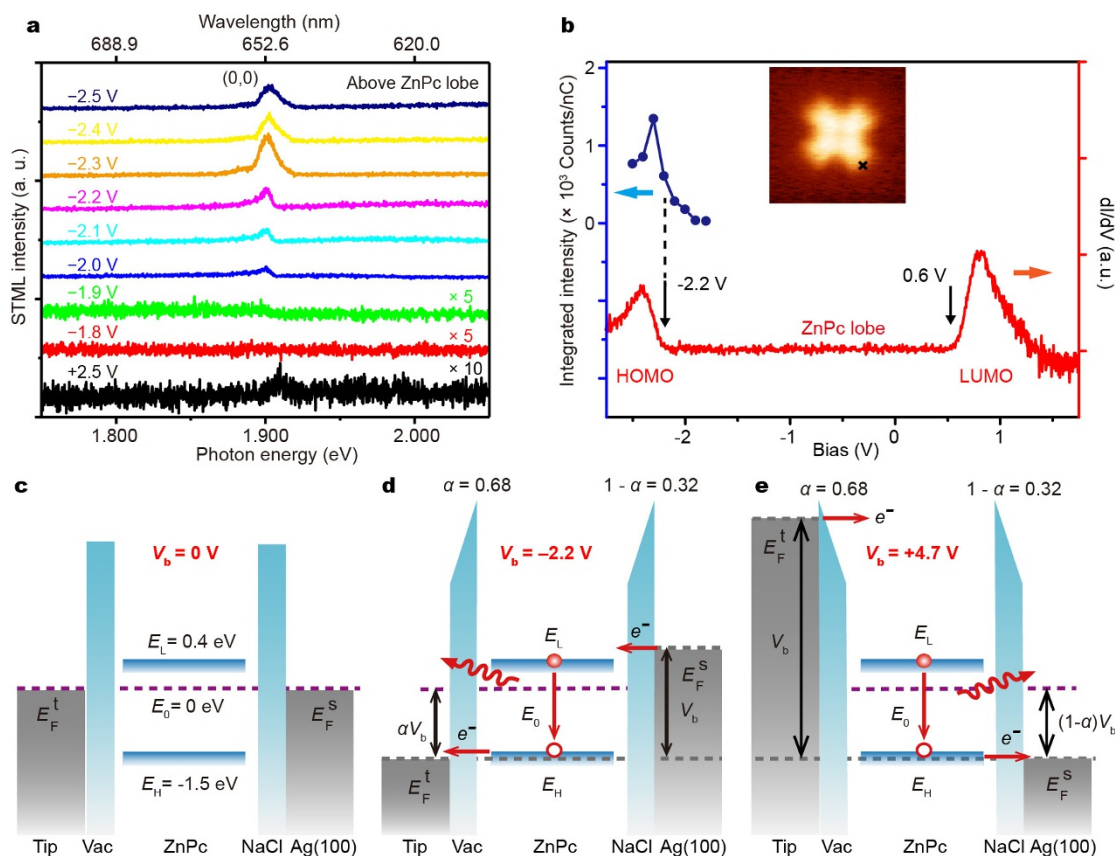 a
Wavelength (nm)
688.9 652.6 620.0
(0,0)
Above ZnPc lobe
−2.5 V
−2.4 V
−2.3 V
−2.2 V
−2.1 V
−2.0 V
−1.9 V × 5
−1.8 V × 5
+2.5 V × 10
STML intensity (a. u.)
1.800 1.900 2.000
Photon energy (eV)
b
Integrated intensity (× 10³ Counts/nC)
2
1
0
-2.2 V
0.6 V
ZnPc lobe
HOMO
LUMO
dI/dV (a.u.)
-2 -1 0 1
Bias (V)
c
V_b = 0 V
E_L = 0.4 eV
E_F^t
E_0 = 0 eV
E_F^s
E_H = -1.5 eV
Tip Vac ZnPc NaCl Ag(100)
d
α = 0.68
1 - α = 0.32
V_b = −2.2 V
e⁻
E_L
E_F^s
αV_b
E_0
V_b
e⁻
E_F^t
E_H
Tip Vac ZnPc NaCl Ag(100)
e
α = 0.68
1 - α = 0.32
e⁻
E_F^t
V_b = +4.7 V
V_b
E_L
E_0
(1-α)V_b
e⁻
E_H
E_F^s
Tip Vac ZnPc NaCl Ag(100)